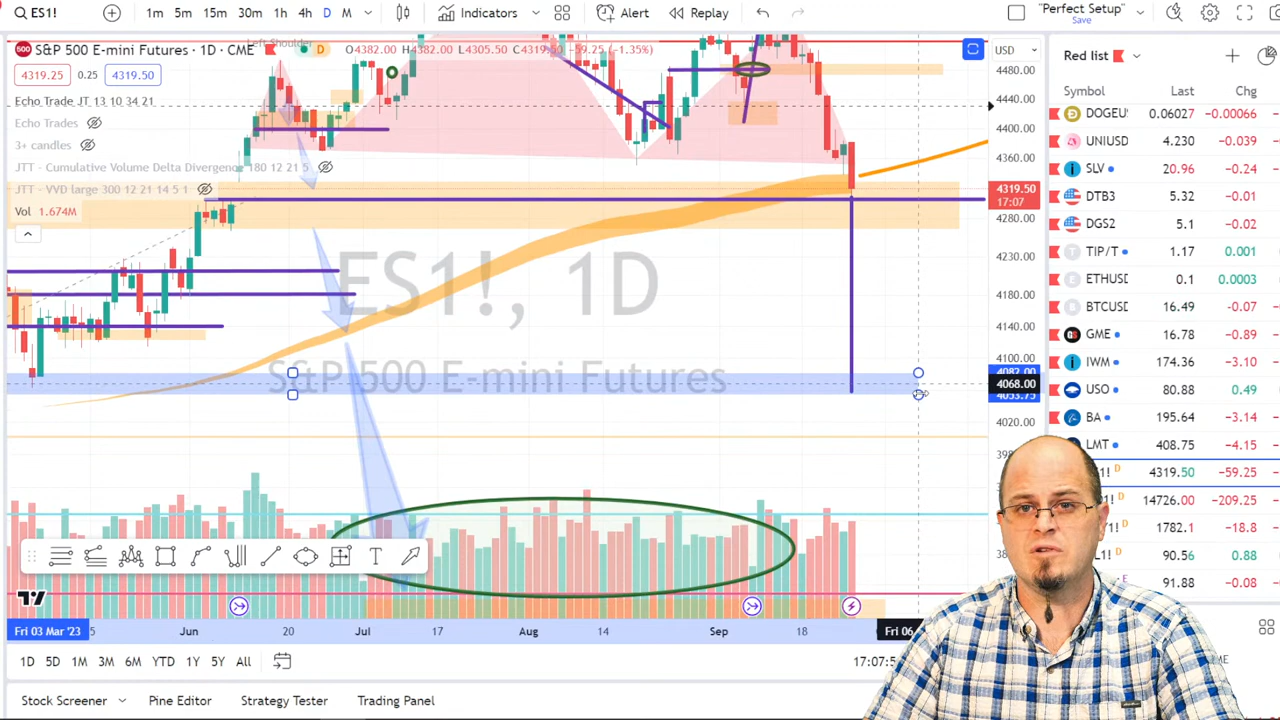 ES1!
1m 5m 15m 30m 1h 4h D M
Indicators
Alert
Replay
"Perfect Setup"
Save
Left Shoulder
S&P 500 E-mini Futures · 1D · CME
D
O4382.00 H4382.00 L4305.50 C4319.50 −59.25 (−1.35%)
4319.25 0.25 4319.50
Echo Trade JT 13 10 34 21
Echo Trades
3+ candles
JTT - Cumulative Volume Delta Divergence 180 12 21 5
JTT - VVD large 300 12 21 14 5 1
Vol 1.674M
ES1!, 1D
S&P 500 E-mini Futures
USD
4480.00
4440.00
4400.00
4360.00
4319.50
17:07
4280.00
4230.00
4180.00
4140.00
4100.00
4082.00
4068.00
4053.75
4020.00
Red list
Symbol Last Chg
DOGEU 0.06027 −0.00066
UNIUSD 4.230 −0.039
SLV 20.96 −0.24
DTB3 5.32 −0.01
DGS2 5.1 −0.02
TIP/T 1.17 0.001
ETHUSD 0.1 0.0003
BTCUSD 16.49 −0.07
GME 16.78 −0.89
IWM 174.36 −3.10
USO 80.88 0.49
BA 195.64 −3.14
LMT 408.75 −4.15
1! D 4319.50 −59.25
1! D 14726.00 −209.25
1! D 1782.1 −18.8
1! D 90.56 0.88
91.88 −0.08
Fri 03 Mar '23 5 Jun 20 Jul 17 Aug 14 Sep 18 Fri 06
1D 5D 1M 3M 6M YTD 1Y 5Y All
17:07:5
Stock Screener Pine Editor Strategy Tester Trading Panel